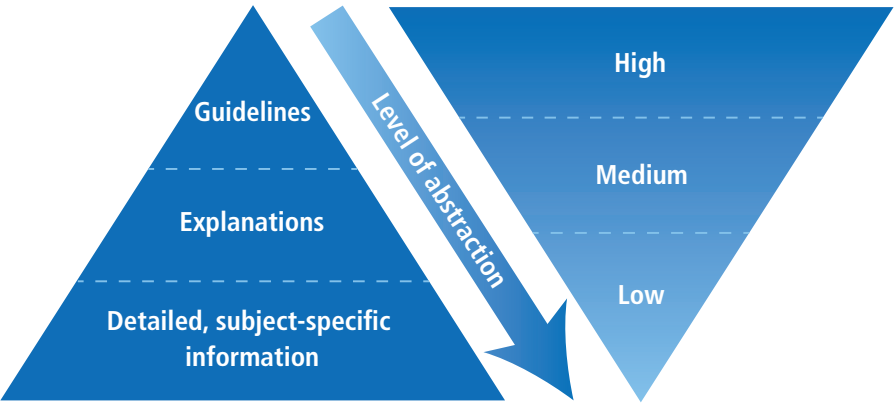 Guidelines
Explanations
Detailed, subject-specific
information
Level of abstraction
High
Medium
Low